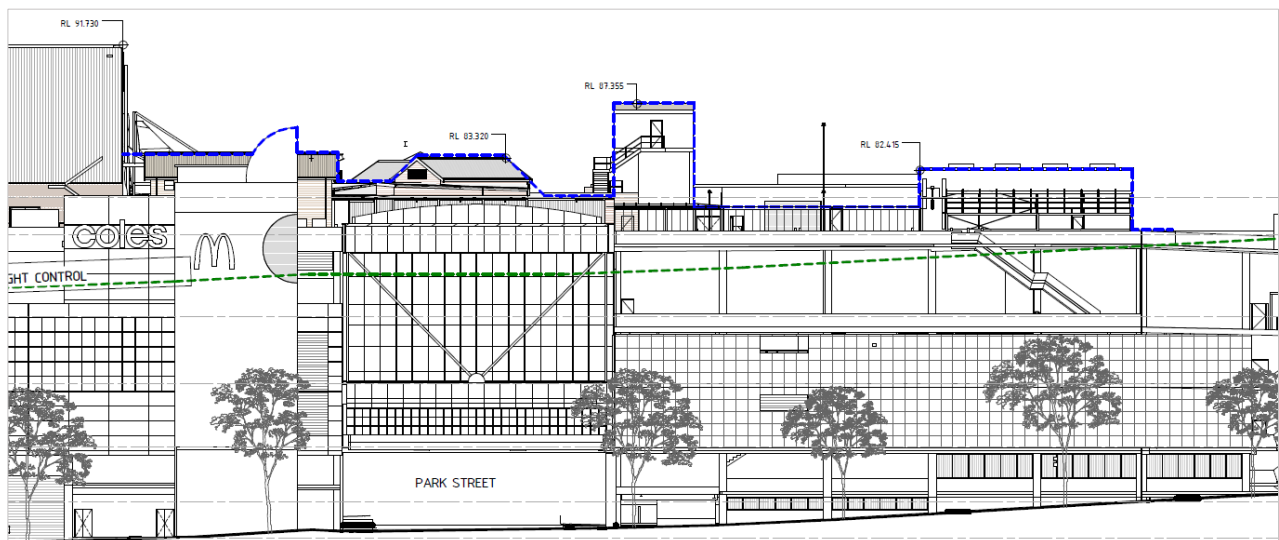 RL 91.730
RL 87.355
RL 83.320
RL 82.415
coles
GHT CONTROL
PARK STREET